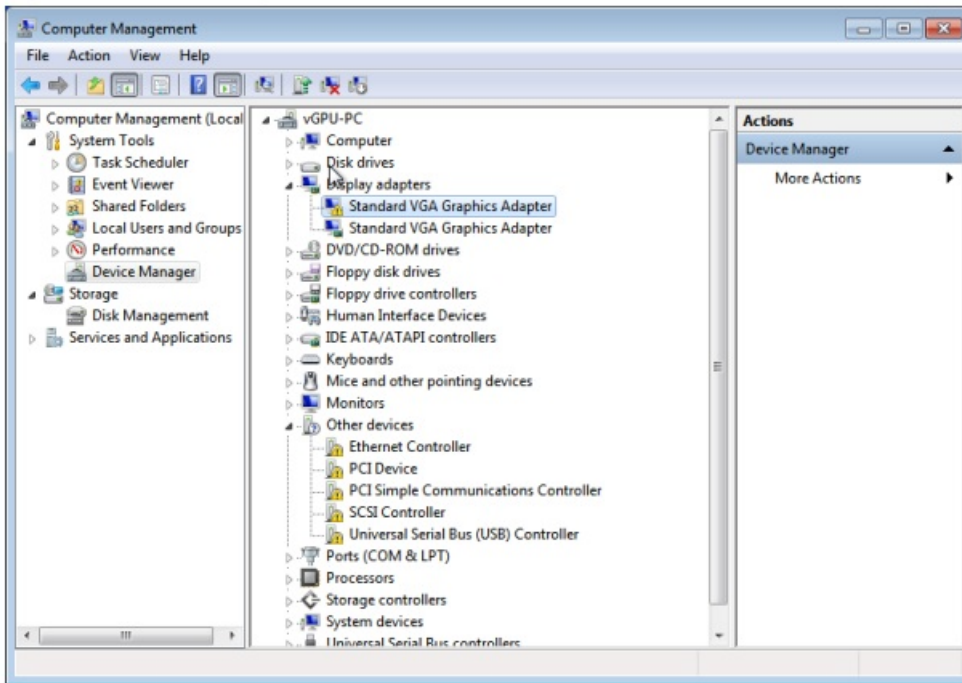 Computer Management
File Action View Help
Computer Management (Local
System Tools
Task Scheduler
Event Viewer
Shared Folders
Local Users and Groups
Performance
Device Manager
Storage
Disk Management
Services and Applications
vGPU-PC
Computer
Disk drives
Display adapters
Standard VGA Graphics Adapter
Standard VGA Graphics Adapter
DVD/CD-ROM drives
Floppy disk drives
Floppy drive controllers
Human Interface Devices
IDE ATA/ATAPI controllers
Keyboards
Mice and other pointing devices
Monitors
Other devices
Ethernet Controller
PCI Device
PCI Simple Communications Controller
SCSI Controller
Universal Serial Bus (USB) Controller
Ports (COM & LPT)
Processors
Storage controllers
System devices
Universal Serial Bus controllers
Actions
Device Manager
More Actions